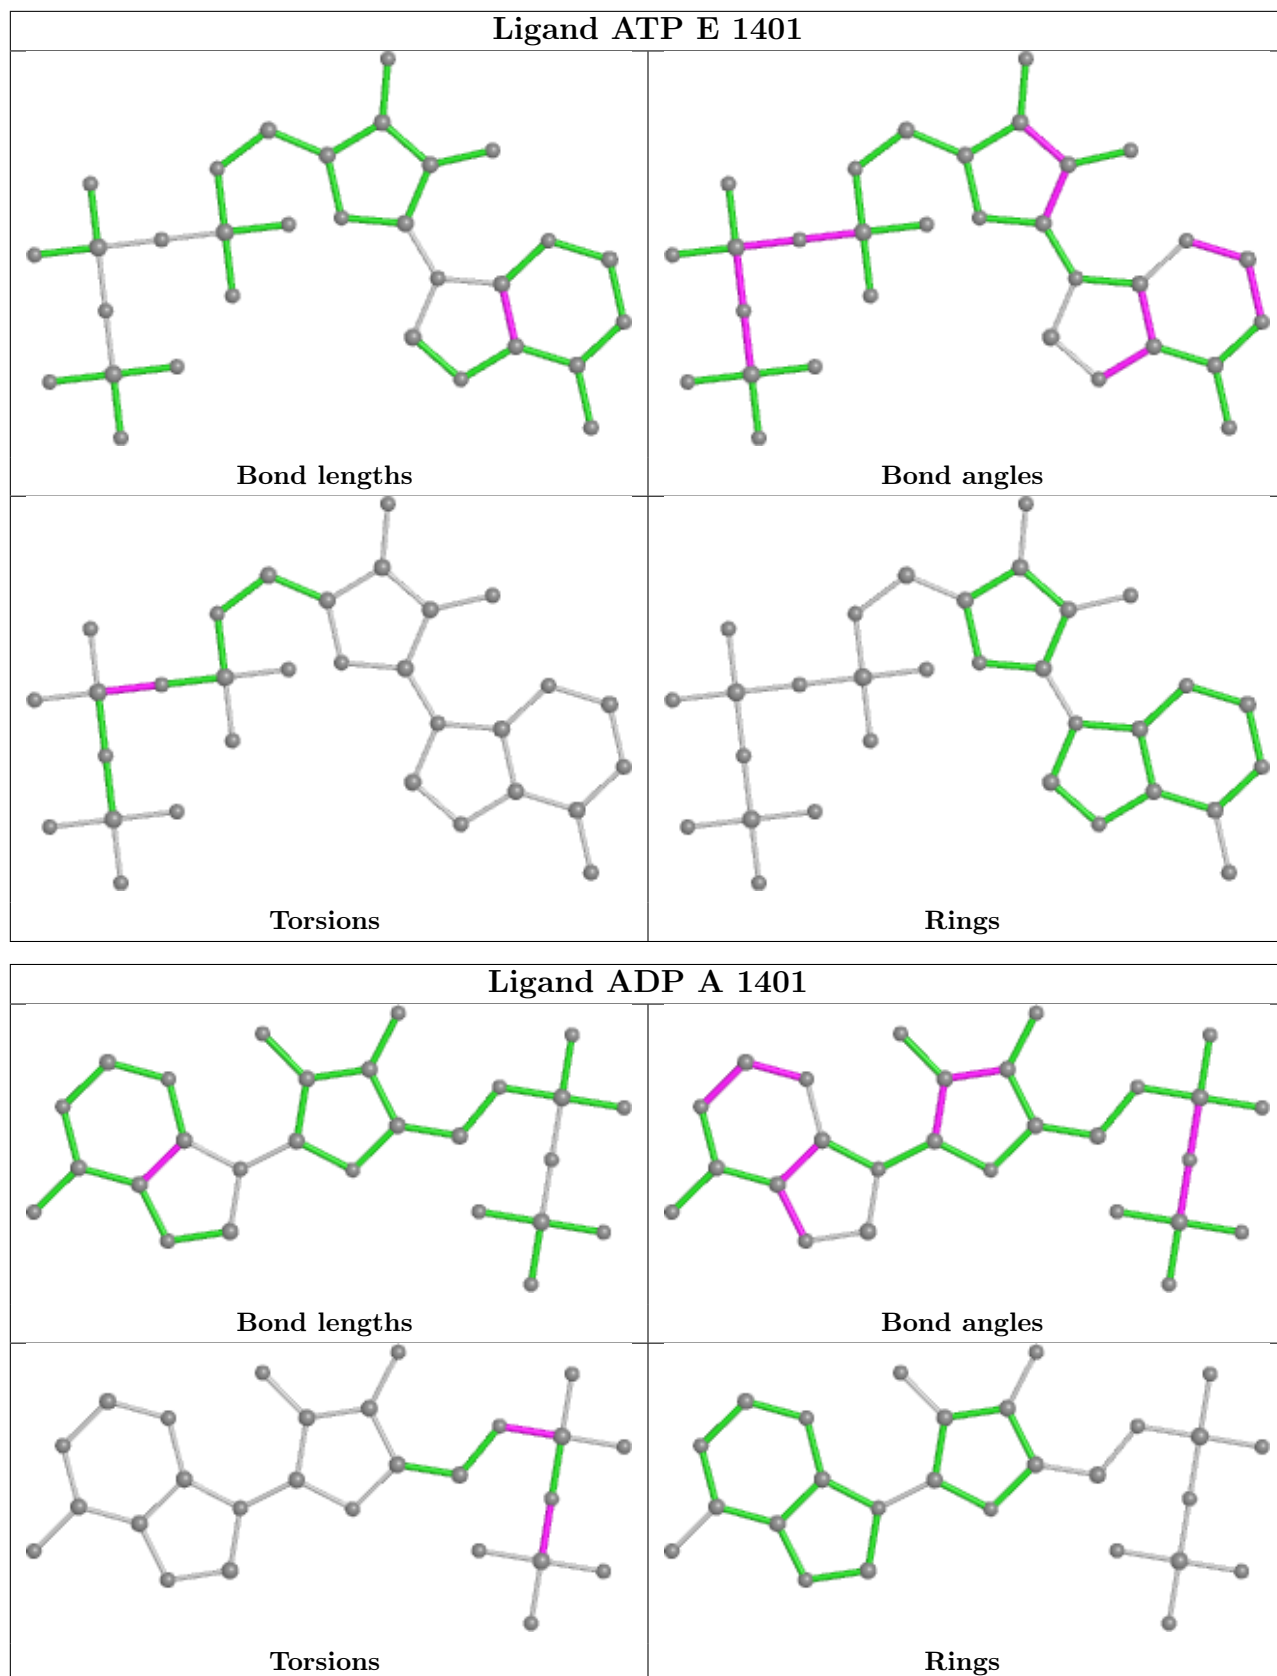 Ligand ATP E 1401
Bond lengths
Bond angles
Torsions
Rings
Ligand ADP A 1401
Bond lengths
Bond angles
Torsions
Rings